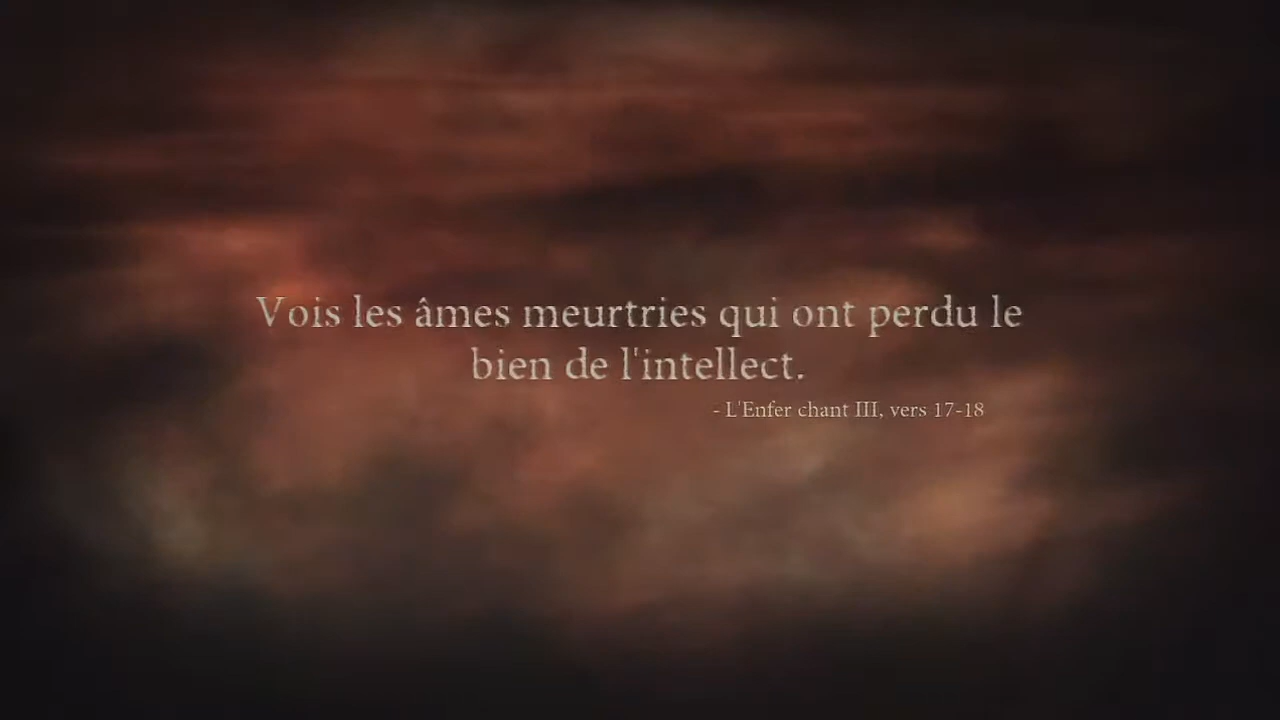 Vois les âmes meurtries qui ont perdu le
bien de l'intellect.
- L'Enfer chant III, vers 17-18